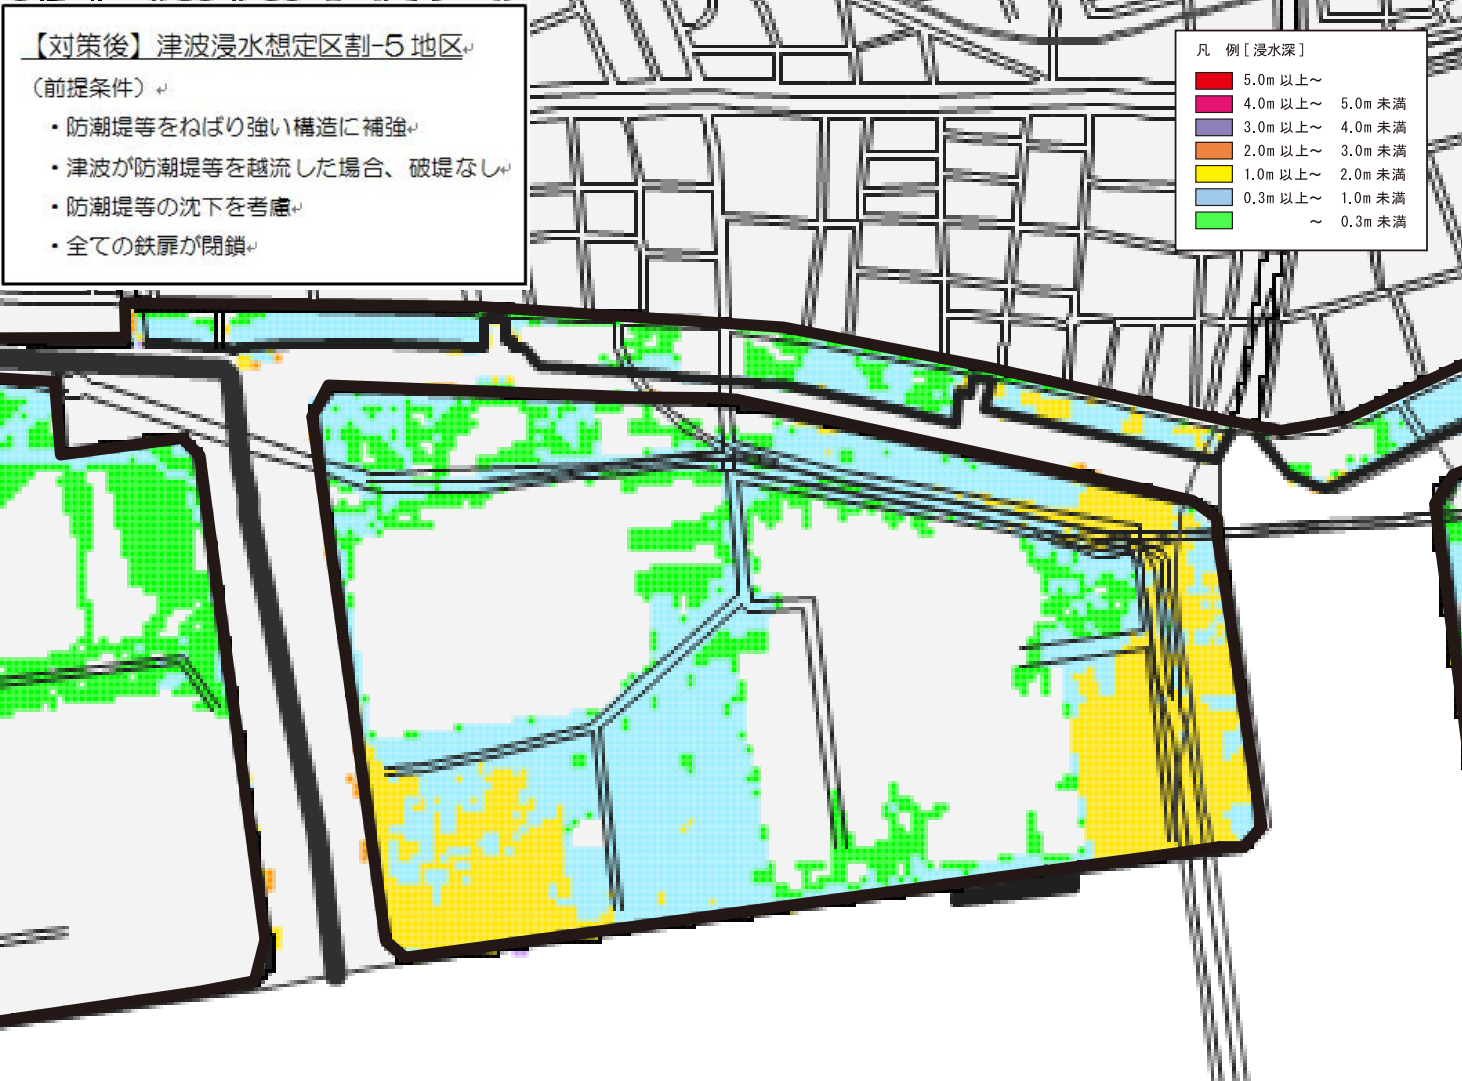 【対策後】津波浸水想定区割-5地区
（前提条件）
・防潮堤等をねばり強い構造に補強
・津波が防潮堤等を越流した場合、破堤なし
・防潮堤等の沈下を考慮
・全ての鉄扉が閉鎖
凡　例［浸水深］
5.0m 以上～
4.0m 以上～　5.0m 未満
3.0m 以上～　4.0m 未満
2.0m 以上～　3.0m 未満
1.0m 以上～　2.0m 未満
0.3m 以上～　1.0m 未満
～　0.3m 未満